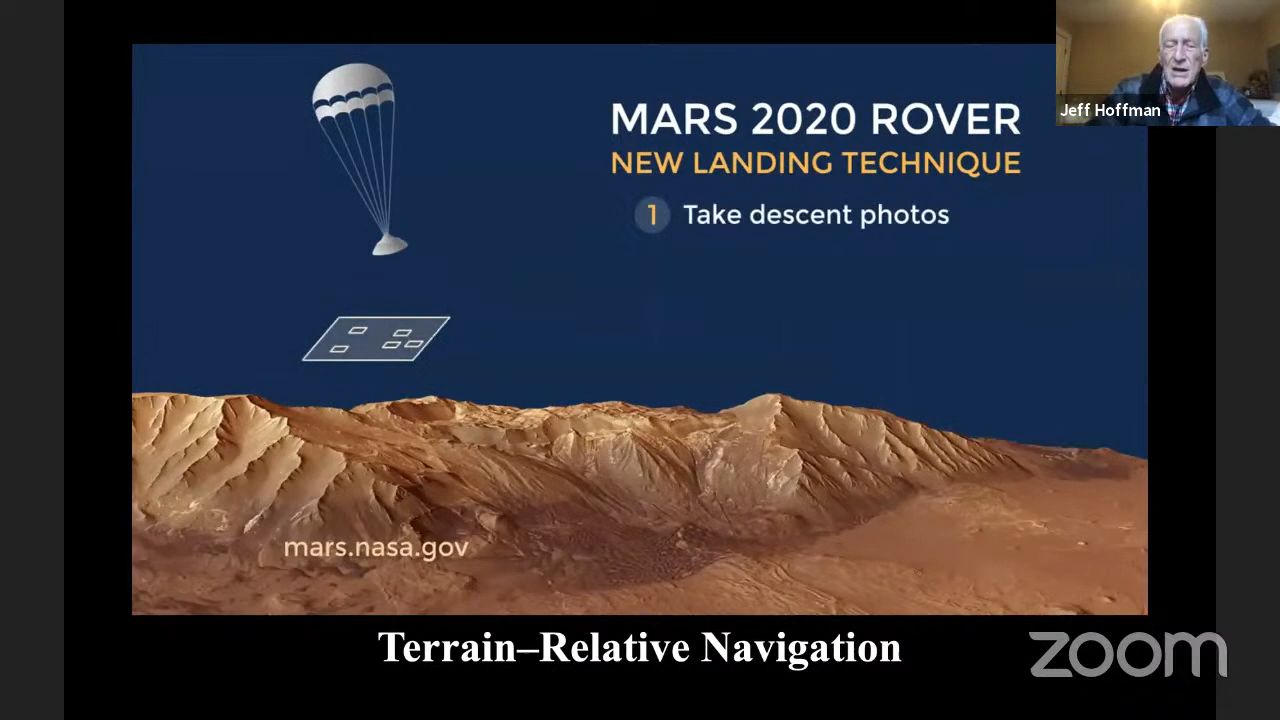 MARS 2020 ROVER
NEW LANDING TECHNIQUE
1 Take descent photos
Jeff Hoffman
mars.nasa.gov
Terrain–Relative Navigation
zoom